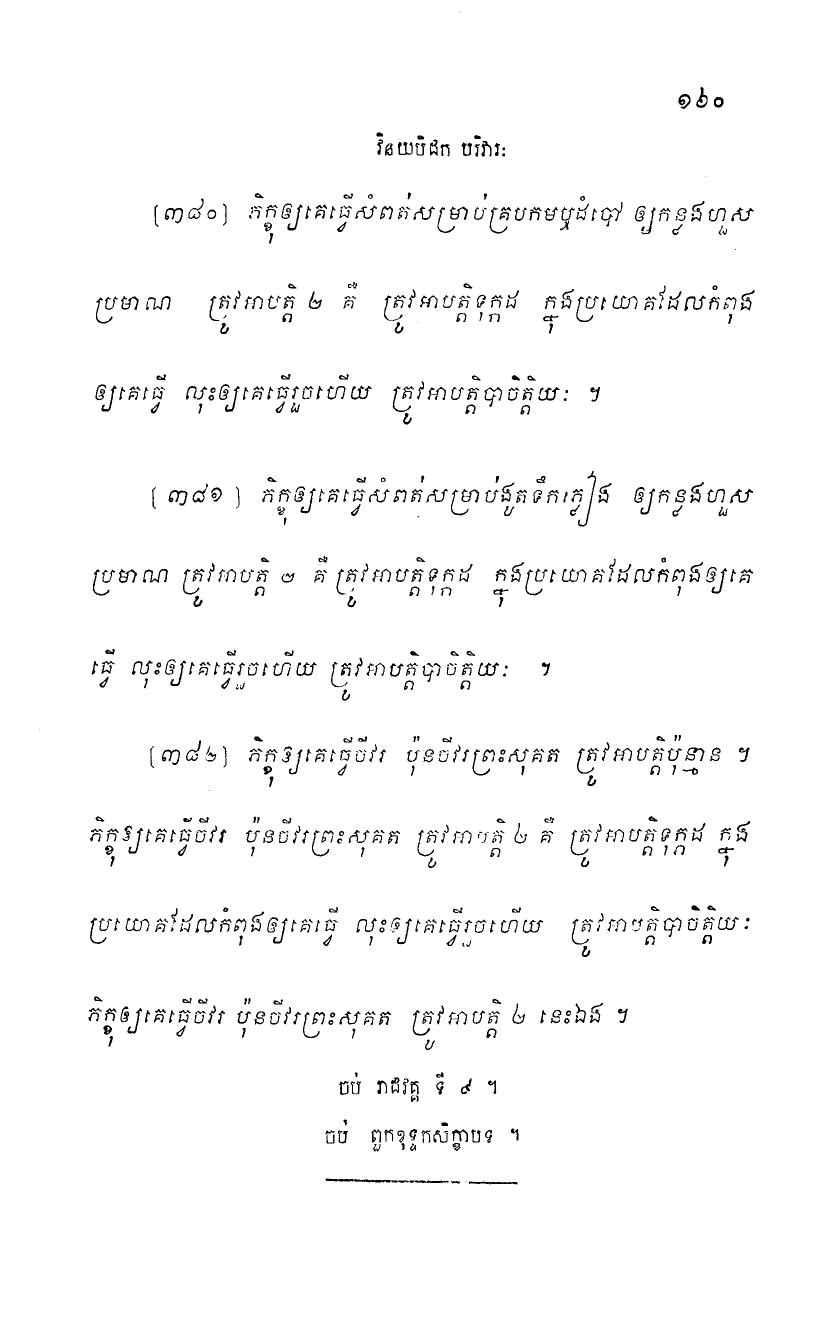 ១៦០
វិនយបិដក បរិវារៈ
[៣៨០] ភិក្ខុឲ្យគេធ្វើសំពត់សម្រាប់គ្របកមឬដំបៅ ឲ្យកន្លងហួស
ប្រមាណ ត្រូវអាបត្តិ ២ គឺ ត្រូវអាបត្តិទុក្កដ ក្នុងប្រយោគដែលកំពុង
ឲ្យគេធ្វើ លុះឲ្យគេធ្វើរួចហើយ ត្រូវអាបត្តិបាចិត្តិយៈ ។
[៣៨១] ភិក្ខុឲ្យគេធ្វើសំពត់សម្រាប់ងូតទឹកភ្លៀង ឲ្យកន្លងហួស
ប្រមាណ ត្រូវអាបត្តិ ២ គឺ ត្រូវអាបត្តិទុក្កដ ក្នុងប្រយោគដែលកំពុងឲ្យគេ
ធ្វើ លុះឲ្យគេធ្វើរួចហើយ ត្រូវអាបត្តិបាចិត្តិយៈ ។
[៣៨២] ភិក្ខុឲ្យគេធ្វើចីវរ ប៉ុនចីវរព្រះសុគត ត្រូវអាបត្តិប៉ុន្មាន ។
ភិក្ខុឲ្យគេធ្វើចីវរ ប៉ុនចីវរព្រះសុគត ត្រូវអាបត្តិ ២ គឺ ត្រូវអាបត្តិទុក្កដ ក្នុង
ប្រយោគដែលកំពុងឲ្យគេធ្វើ លុះឲ្យគេធ្វើរួចហើយ ត្រូវអាបត្តិបាចិត្តិយៈ
ភិក្ខុឲ្យគេធ្វើចីវរ ប៉ុនចីវរព្រះសុគត ត្រូវអាបត្តិ ២ នេះឯង ។
ចប់ រាជវគ្គ ទី ៩ ។
ចប់ ពួកខុទ្ទកសិក្ខាបទ ។